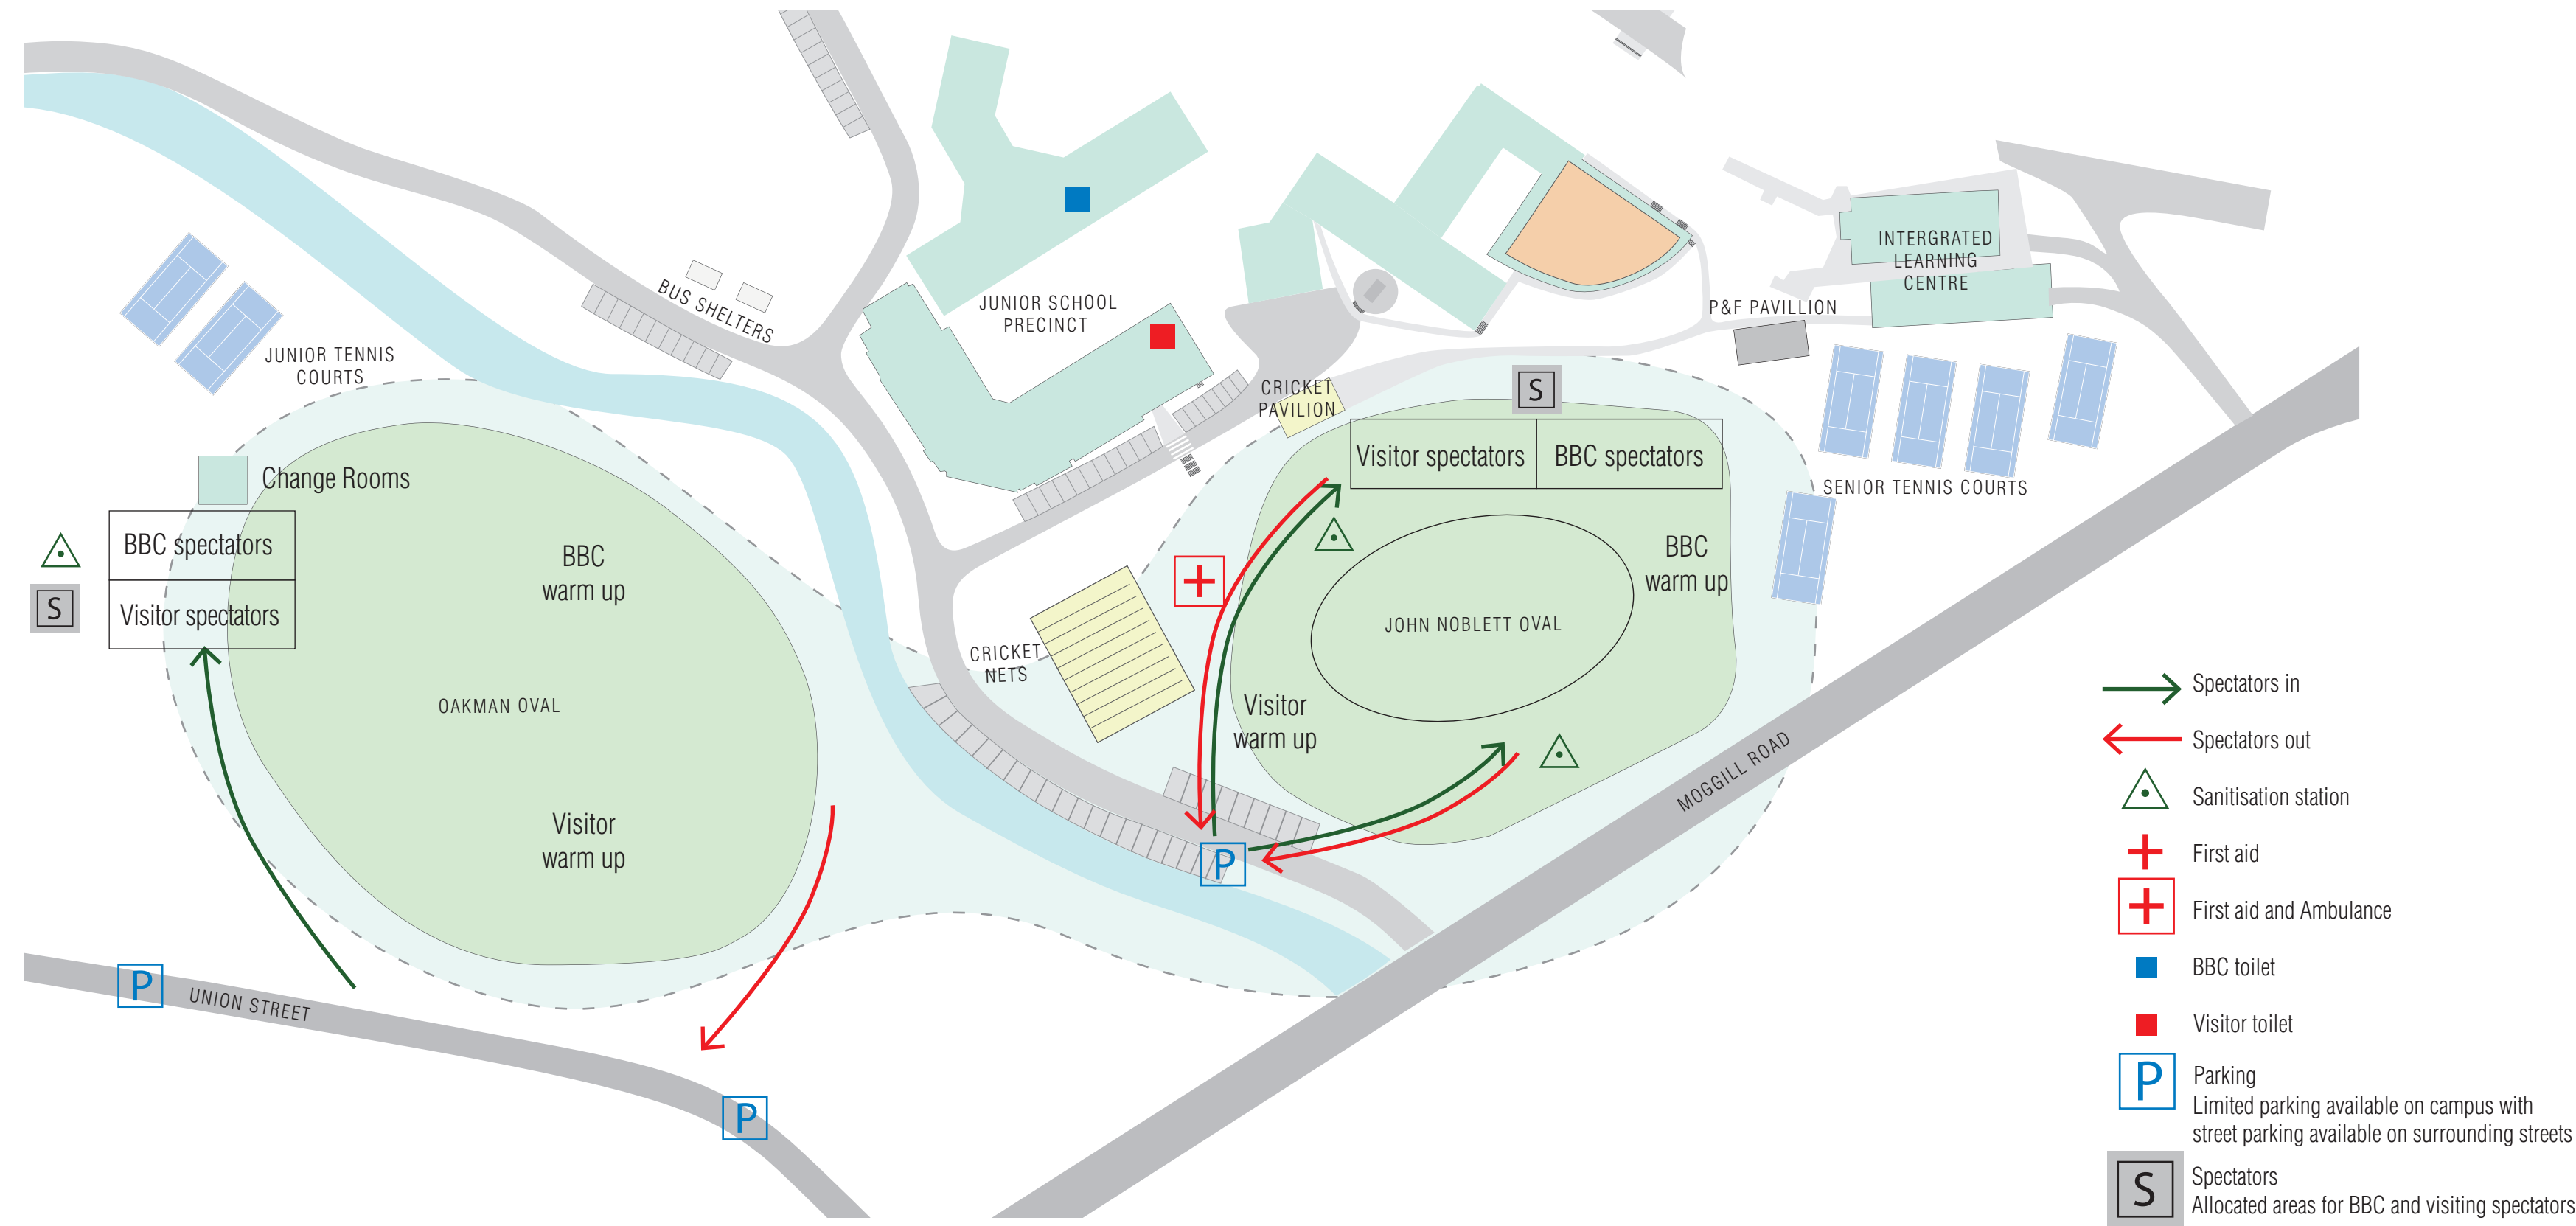 BUS SHELTERS
JUNIOR SCHOOL
PRECINCT
INTERGRATED
LEARNING
CENTRE
P&F PAVILLION
JUNIOR TENNIS
COURTS
CRICKET
PAVILION
S
Visitor spectators
BBC spectators
SENIOR TENNIS COURTS
Change Rooms
BBC spectators
S
Visitor spectators
BBC
warm up
OAKMAN OVAL
Visitor
warm up
CRICKET
NETS
BBC
warm up
JOHN NOBLETT OVAL
Visitor
warm up
MOGGILL ROAD
P
P
UNION STREET
P
Spectators in
Spectators out
Sanitisation station
First aid
First aid and Ambulance
BBC toilet
Visitor toilet
P
Parking
Limited parking available on campus with
street parking available on surrounding streets
S
Spectators
Allocated areas for BBC and visiting spectators